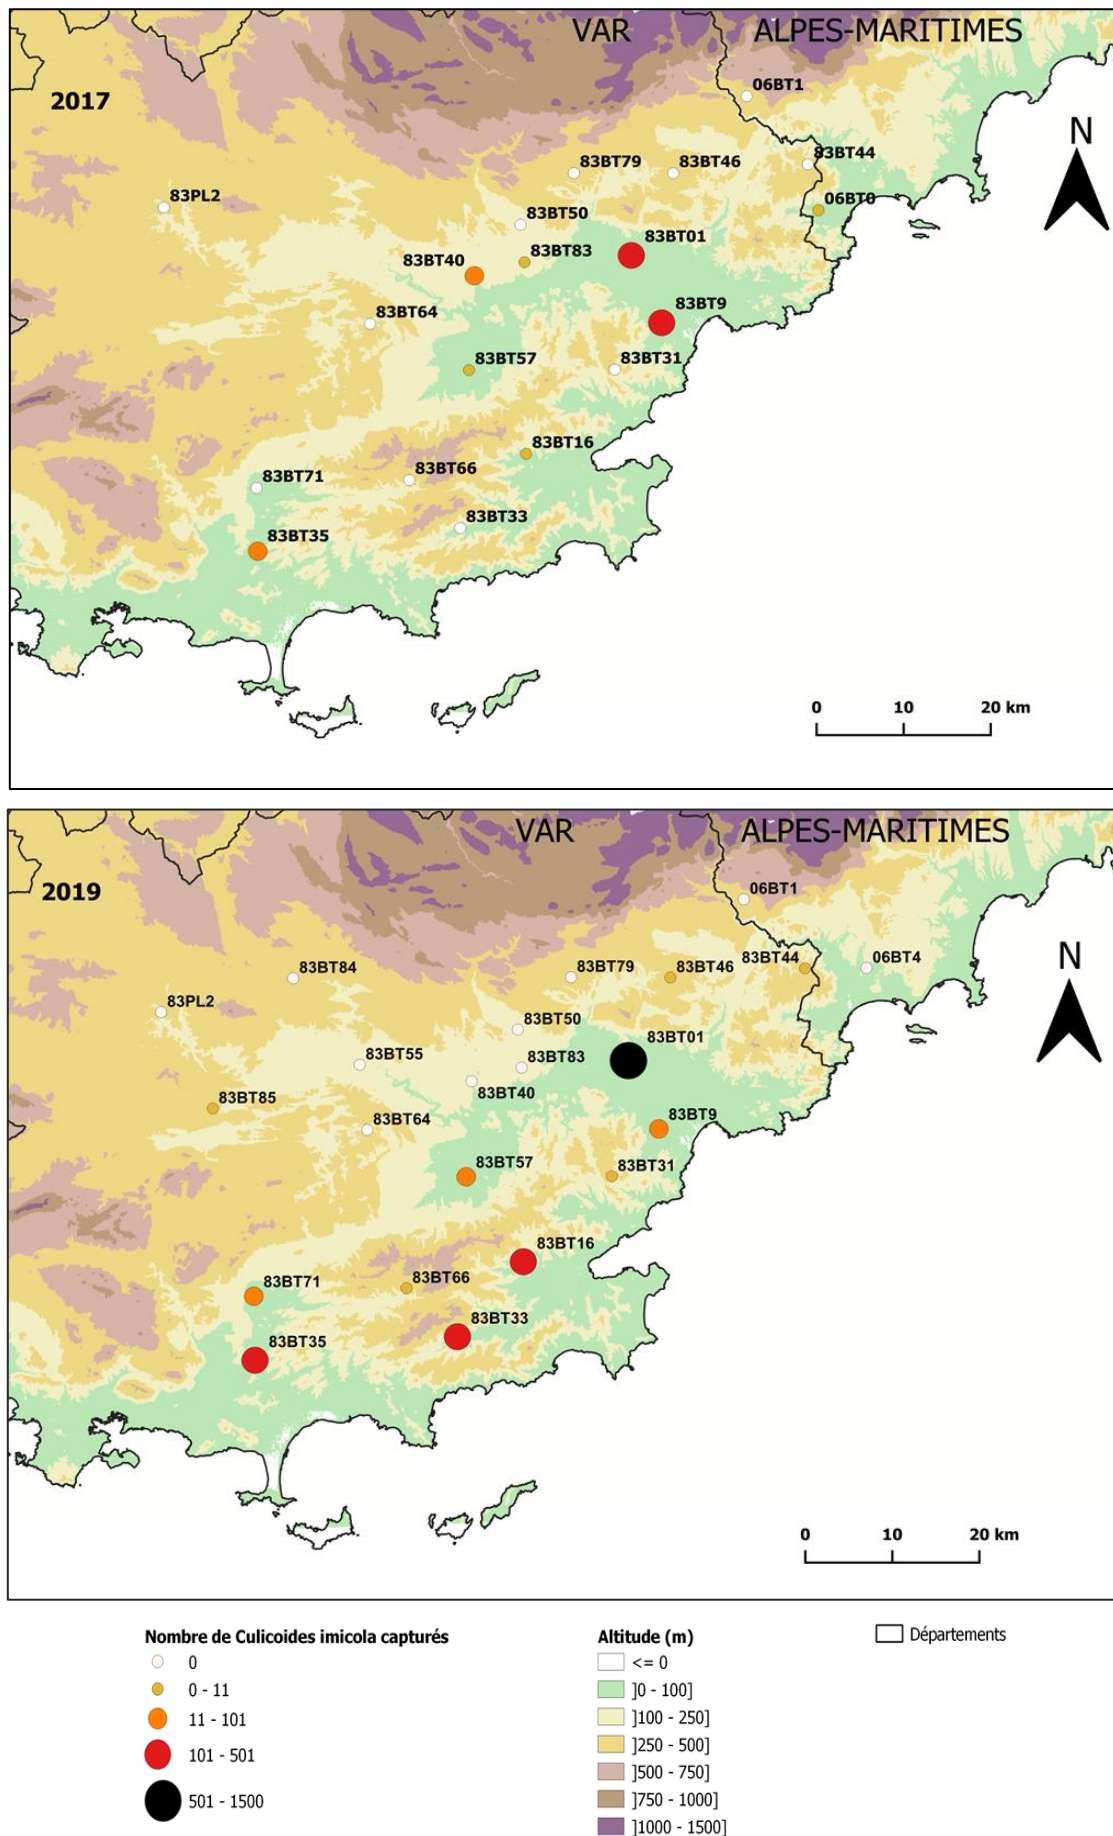 VAR
ALPES-MARITIMES
2017
06BT1
N
83BT79
83BT46
83BT44
83PL2
06BT0
83BT50
83BT01
83BT40
83BT83
83BT64
83BT9
83BT57
83BT31
83BT16
83BT66
83BT71
83BT33
83BT35
0
10
20 km
VAR
ALPES-MARITIMES
2019
06BT1
N
83BT84
83BT79
83BT46
83BT44
06BT4
83PL2
83BT50
83BT01
83BT55
83BT83
83BT40
83BT85
83BT64
83BT9
83BT57
83BT31
83BT16
83BT71
83BT66
83BT33
83BT35
0
10
20 km
Nombre de Culicoides imicola capturés
0
0 - 11
11 - 101
101 - 501
501 - 1500
Altitude (m)
<= 0
]0 - 100]
]100 - 250]
]250 - 500]
]500 - 750]
]750 - 1000]
]1000 - 1500]
Départements